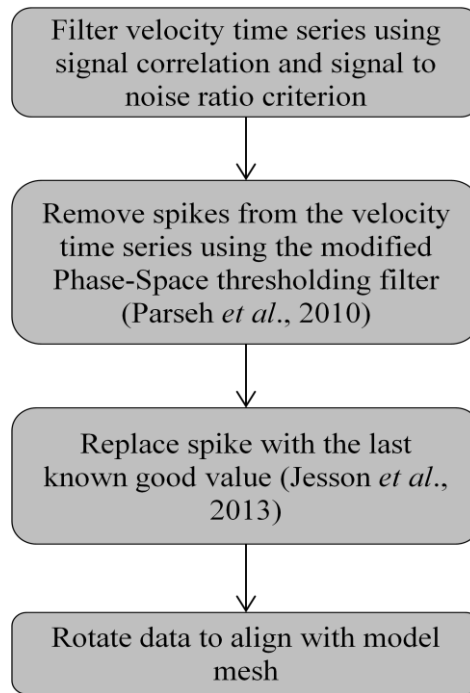 Filter velocity time series using
signal correlation and signal to
noise ratio criterion
Remove spikes from the velocity
time series using the modified
Phase-Space thresholding filter
(Parseh et al., 2010)
Replace spike with the last
known good value (Jesson et al.,
2013)
Rotate data to align with model
mesh